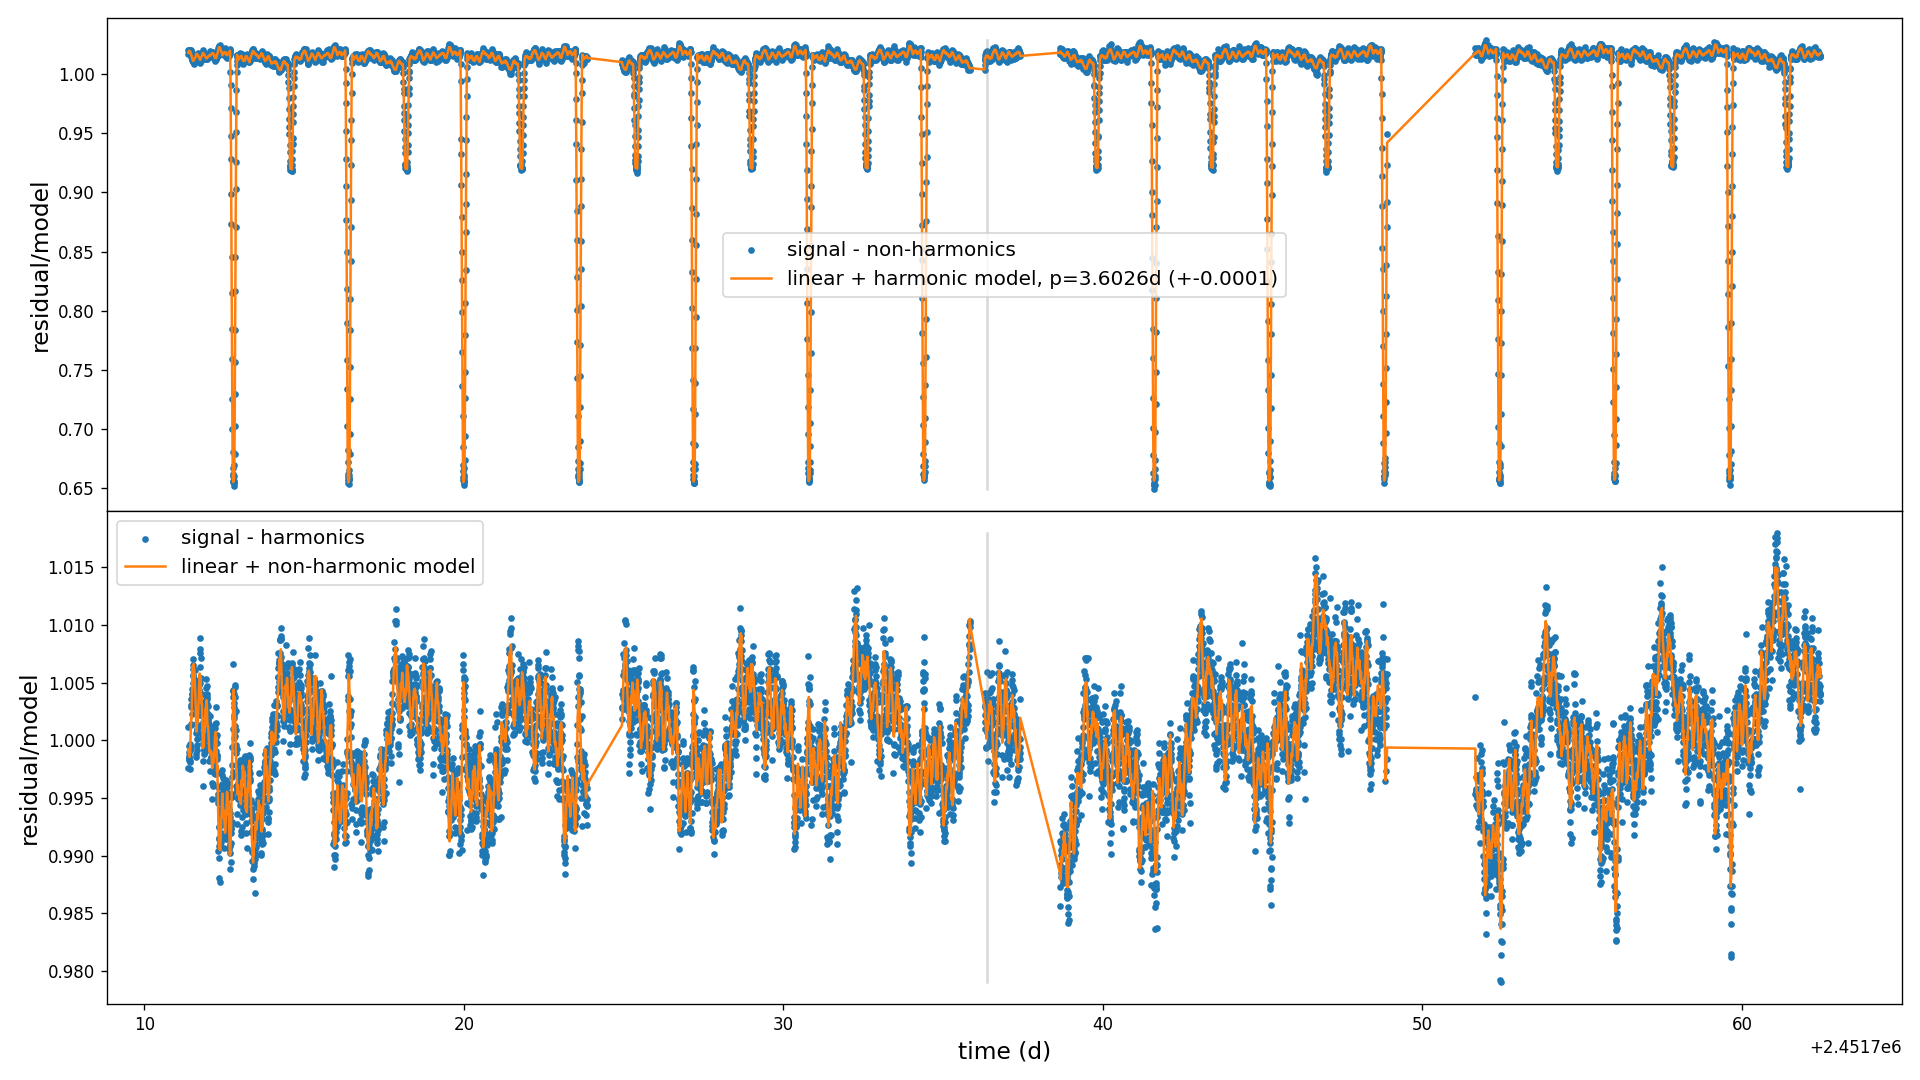 1.00
0.95
0.90
0.85
0.80
0.75
0.70
0.65
residual/model
signal - non-harmonics
linear + harmonic model, p=3.6026d (+-0.0001)
signal - harmonics
linear + non-harmonic model
1.015
1.010
1.005
1.000
0.995
0.990
0.985
0.980
residual/model
10 20 30 40 50 60
time (d)
+2.4517e6